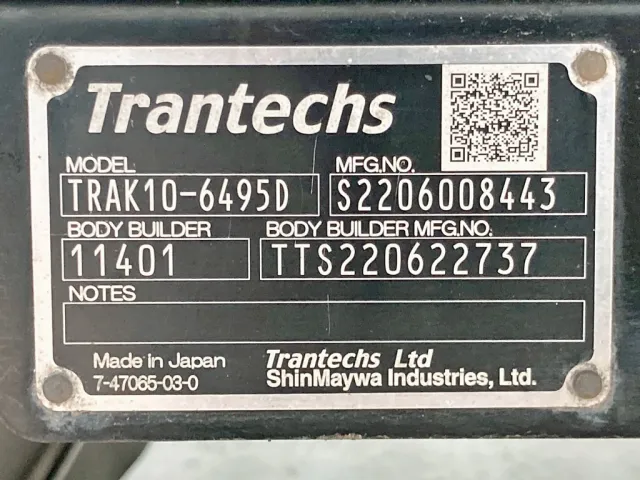 Trantechs
MODEL MFG.NO.
TRAK10-6495D S2206008443
BODY BUILDER BODY BUILDER MFG.NO.
11401 TTS220622737
NOTES
Made in Japan Trantechs Ltd
7-47065-03-0 ShinMaywa Industries, Ltd.